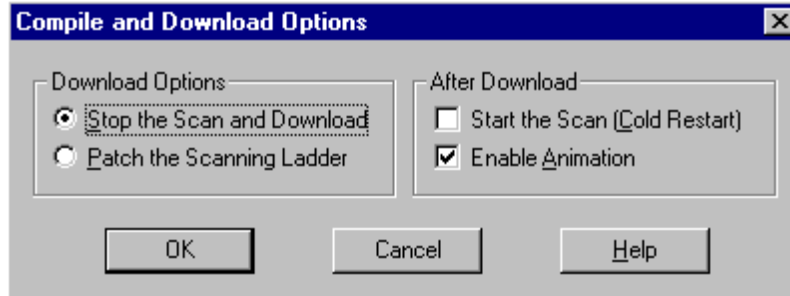 Compile and Download Options
Download Options
Stop the Scan and Download
Patch the Scanning Ladder
After Download
Start the Scan (Cold Restart)
Enable Animation
OK
Cancel
Help